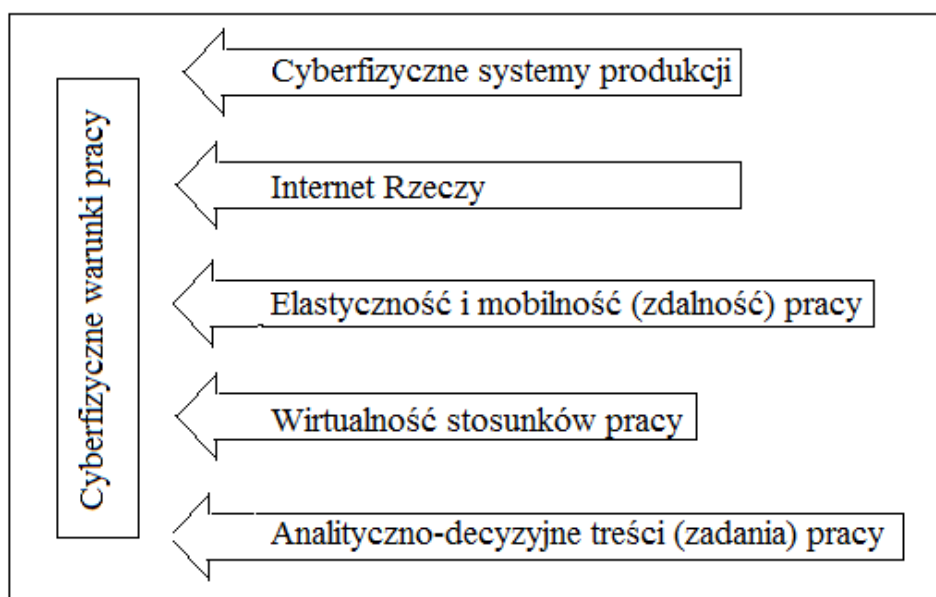 Cyberfizyczne warunki pracy
Cyberfizyczne systemy produkcji
Internet Rzeczy
Elastyczność i mobilność (zdalność) pracy
Wirtualność stosunków pracy
Analityczno-decyzyjne treści (zadania) pracy